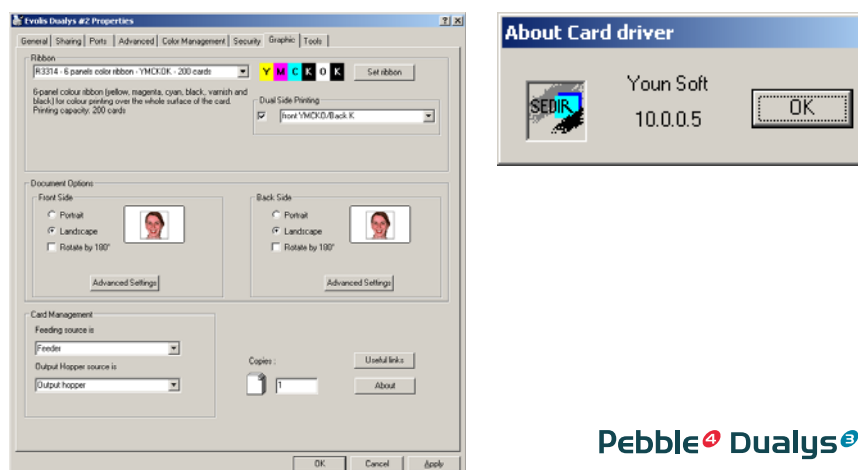 Evolis Dualys #2 Properties
General Sharing Ports Advanced Color Management Security Graphic Tools
Ribbon
R3314 - 6 panels color ribbon - YMCKOK - 200 cards
Y M C K O K
Set ribbon
6-panel colour ribbon (yellow, magenta, cyan, black, varnish and
black) for colour printing over the whole surface of the card.
Printing capacity: 200 cards
Dual Side Printing
front YMCKO/Back K
Document Options
Front Side
Portrait
Landscape
Rotate by 180°
Advanced Settings
Back Side
Portrait
Landscape
Rotate by 180°
Advanced Settings
Card Management
Feeding source is
Feeder
Output Hopper source is
Output hopper
Copies :
1
Useful links
About
OK Cancel Apply
About Card driver
SEDIR
Youn Soft
10.0.0.5
OK
Pebble4 Dualys3